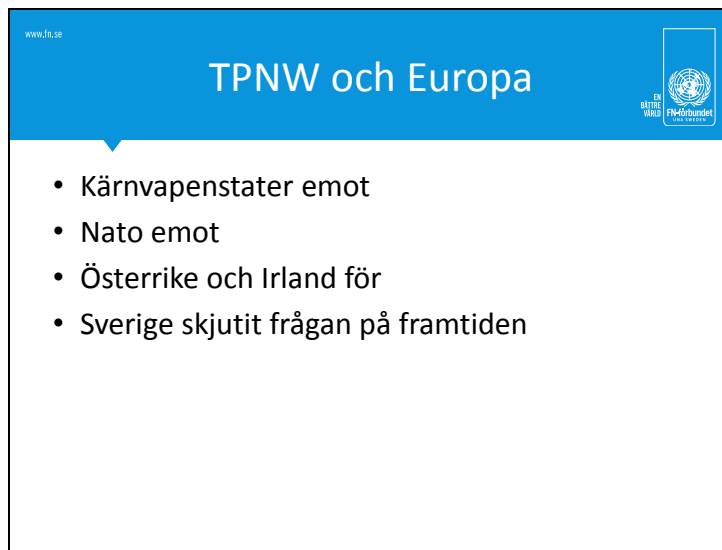 www.fn.se
TPNW och Europa
EN
BÄTTRE
VÄRLD
FN-förbundet
UNA SWEDEN
• Kärnvapenstater emot
• Nato emot
• Österrike och Irland för
• Sverige skjutit frågan på framtiden